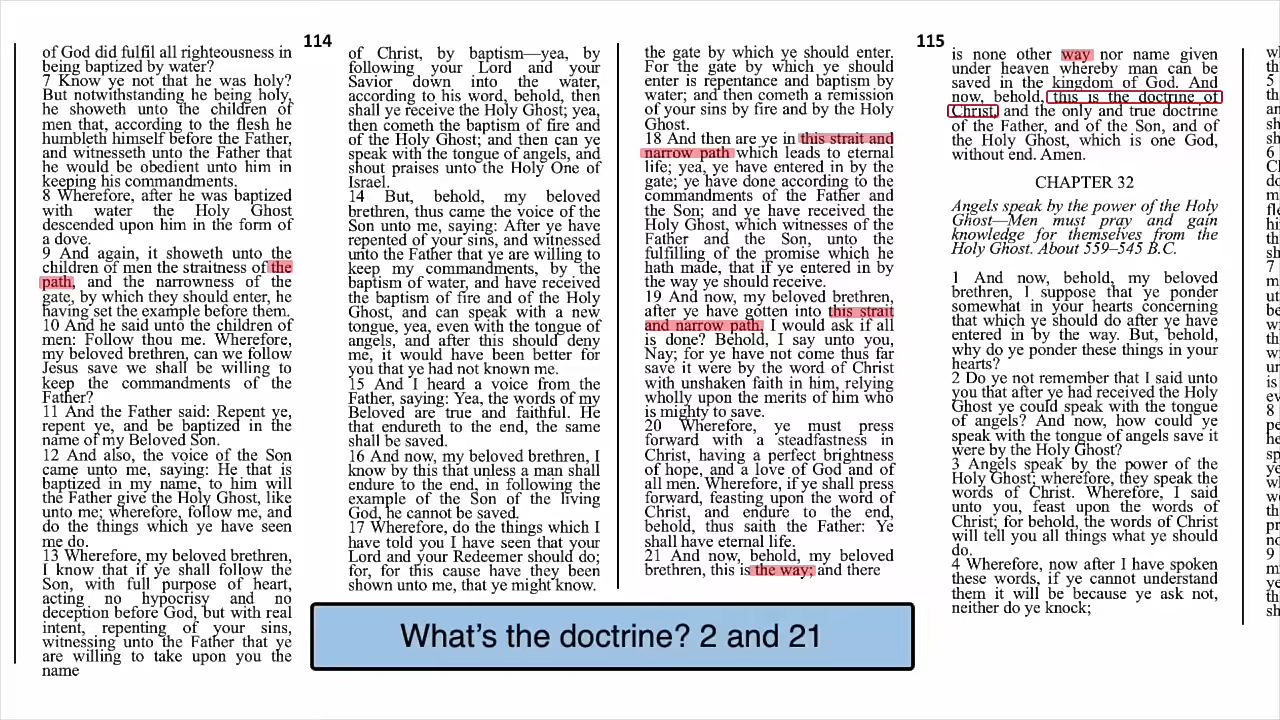 114
of God did fulfil all righteousness in
being baptized by water?
7 Know ye not that he was holy?
But notwithstanding he being holy,
he showeth unto the children of
men that, according to the flesh he
humbleth himself before the Father,
and witnesseth unto the Father that
he would be obedient unto him in
keeping his commandments.
8 Wherefore, after he was baptized
with water the Holy Ghost
descended upon him in the form of
a dove.
9 And again, it showeth unto the
children of men the straitness of the
path, and the narrowness of the
gate, by which they should enter, he
having set the example before them.
10 And he said unto the children of
men: Follow thou me. Wherefore,
my beloved brethren, can we follow
Jesus save we shall be willing to
keep the commandments of the
Father?
11 And the Father said: Repent ye,
repent ye, and be baptized in the
name of my Beloved Son.
12 And also, the voice of the Son
came unto me, saying: He that is
baptized in my name, to him will
the Father give the Holy Ghost, like
unto me; wherefore, follow me, and
do the things which ye have seen
me do.
13 Wherefore, my beloved brethren,
I know that if ye shall follow the
Son, with full purpose of heart,
acting no hypocrisy and no
deception before God, but with real
intent, repenting of your sins,
witnessing unto the Father that ye
are willing to take upon you the
name
of Christ, by baptism—yea, by
following your Lord and your
Savior down into the water,
according to his word, behold, then
shall ye receive the Holy Ghost; yea,
then cometh the baptism of fire and
of the Holy Ghost; and then can ye
speak with the tongue of angels, and
shout praises unto the Holy One of
Israel.
14 But, behold, my beloved
brethren, thus came the voice of the
Son unto me, saying: After ye have
repented of your sins, and witnessed
unto the Father that ye are willing to
keep my commandments, by the
baptism of water, and have received
the baptism of fire and of the Holy
Ghost, and can speak with a new
tongue, yea, even with the tongue of
angels, and after this should deny
me, it would have been better for
you that ye had not known me.
15 And I heard a voice from the
Father, saying: Yea, the words of my
Beloved are true and faithful. He
that endureth to the end, the same
shall be saved.
16 And now, my beloved brethren, I
know by this that unless a man shall
endure to the end, in following the
example of the Son of the living
God, he cannot be saved.
17 Wherefore, do the things which I
have told you I have seen that your
Lord and your Redeemer should do;
for, for this cause have they been
shown unto me, that ye might know.
115
the gate by which ye should enter.
For the gate by which ye should
enter is repentance and baptism by
water; and then cometh a remission
of your sins by fire and by the Holy
Ghost.
18 And then are ye in this strait and
narrow path which leads to eternal
life; yea, ye have entered in by the
gate; ye have done according to the
commandments of the Father and
the Son; and ye have received the
Holy Ghost, which witnesses of the
Father and the Son, unto the
fulfilling of the promise which he
hath made, that if ye entered in by
the way ye should receive.
19 And now, my beloved brethren,
after ye have gotten into this strait
and narrow path, I would ask if all
is done? Behold, I say unto you,
Nay; for ye have not come thus far
save it were by the word of Christ
with unshaken faith in him, relying
wholly upon the merits of him who
is mighty to save.
20 Wherefore, ye must press
forward with a steadfastness in
Christ, having a perfect brightness
of hope, and a love of God and of
all men. Wherefore, if ye shall press
forward, feasting upon the word of
Christ, and endure to the end,
behold, thus saith the Father: Ye
shall have eternal life.
21 And now, behold, my beloved
brethren, this is the way; and there
is none other way nor name given
under heaven whereby man can be
saved in the kingdom of God. And
now, behold, this is the doctrine of
Christ, and the only and true doctrine
of the Father, and of the Son, and of
the Holy Ghost, which is one God,
without end. Amen.
CHAPTER 32
Angels speak by the power of the Holy
Ghost—Men must pray and gain
knowledge for themselves from the
Holy Ghost. About 559–545 B.C.
1 And now, behold, my beloved
brethren, I suppose that ye ponder
somewhat in your hearts concerning
that which ye should do after ye have
entered in by the way. But, behold,
why do ye ponder these things in your
hearts?
2 Do ye not remember that I said unto
you that after ye had received the Holy
Ghost ye could speak with the tongue
of angels? And now, how could ye
speak with the tongue of angels save it
were by the Holy Ghost?
3 Angels speak by the power of the
Holy Ghost; wherefore, they speak the
words of Christ. Wherefore, I said
unto you, feast upon the words of
Christ; for behold, the words of Christ
will tell you all things what ye should
do.
4 Wherefore, now after I have spoken
these words, if ye cannot understand
them it will be because ye ask not,
neither do ye knock;
What's the doctrine? 2 and 21